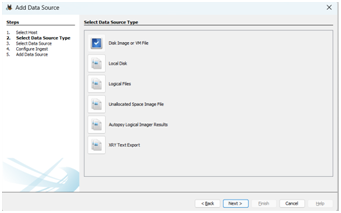 Add Data Source
Steps
1. Select Host
2. Select Data Source Type
3. Select Data Source
4. Configure Ingest
5. Add Data Source
Select Data Source Type
Disk Image or VM File
Local Disk
Logical Files
Unallocated Space Image File
Autopsy Logical Imager Results
XRY Text Export
< Back
Next >
Finish
Cancel
Help